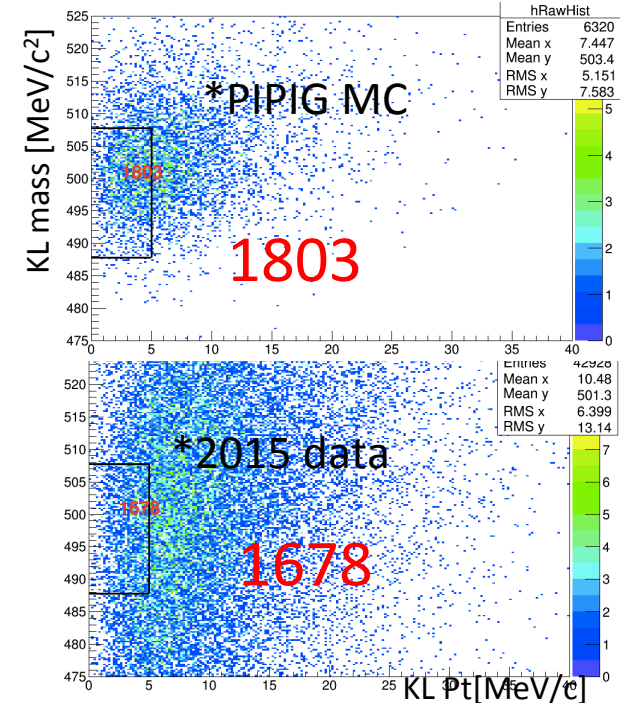 hRawHist
Entries 6320
Mean x 7.447
Mean y 503.4
RMS x 5.151
RMS y 7.583
KL mass [MeV/c²]
525
520
515
510
505
500
495
490
485
480
475
*PIPIG MC
1803
1803
0 5 10 15 20 25 30 35 40
5
4
3
2
1
0
Entries 42928
Mean x 10.48
Mean y 501.3
RMS x 6.399
RMS y 13.14
520
515
510
505
500
495
490
485
480
475
*2015 data
1678
1678
0 5 10 15 20 25 30 35 40
7
6
5
4
3
2
1
0
KL Pt[MeV/c]